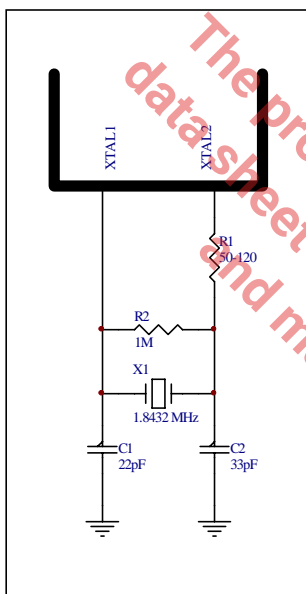 The pro
data sheet
and m
XTAL1
XTAL2
R1
50-120
R2
1M
X1
1.8432 MHz
C1
22pF
C2
33pF